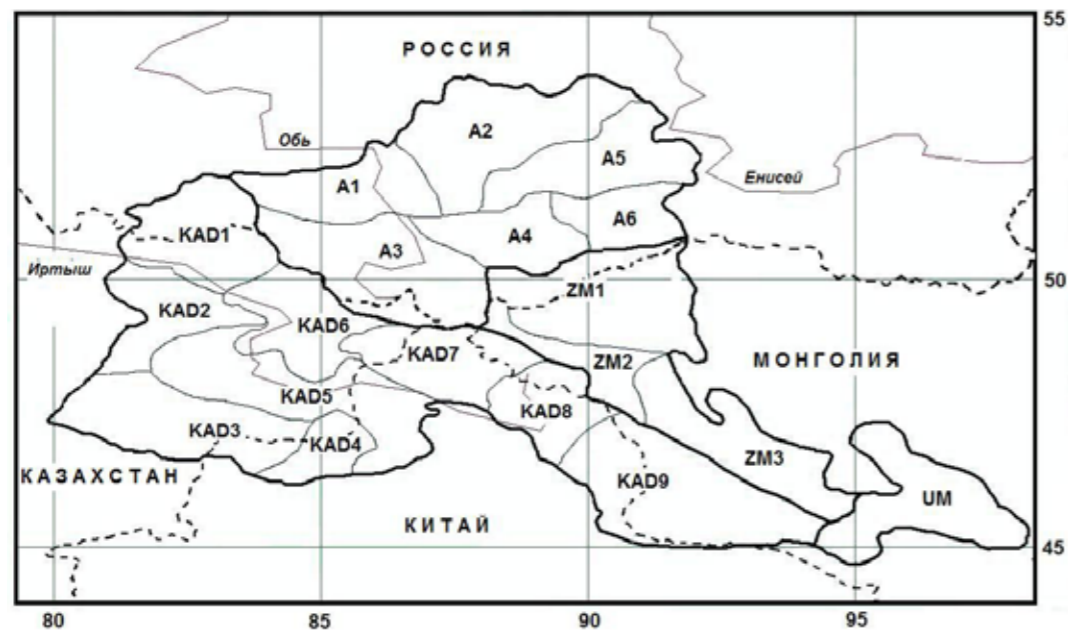 55
РОССИЯ
A2
Обь
A5
A1
Енисей
A6
KAD1
A4
A3
Иртыш
50
ZM1
KAD2
KAD6
KAD7
МОНГОЛИЯ
ZM2
KAD5
KAD8
KAD3
KAD4
ZM3
КАЗАХСТАН
KAD9
UM
КИТАЙ
45
80
85
90
95